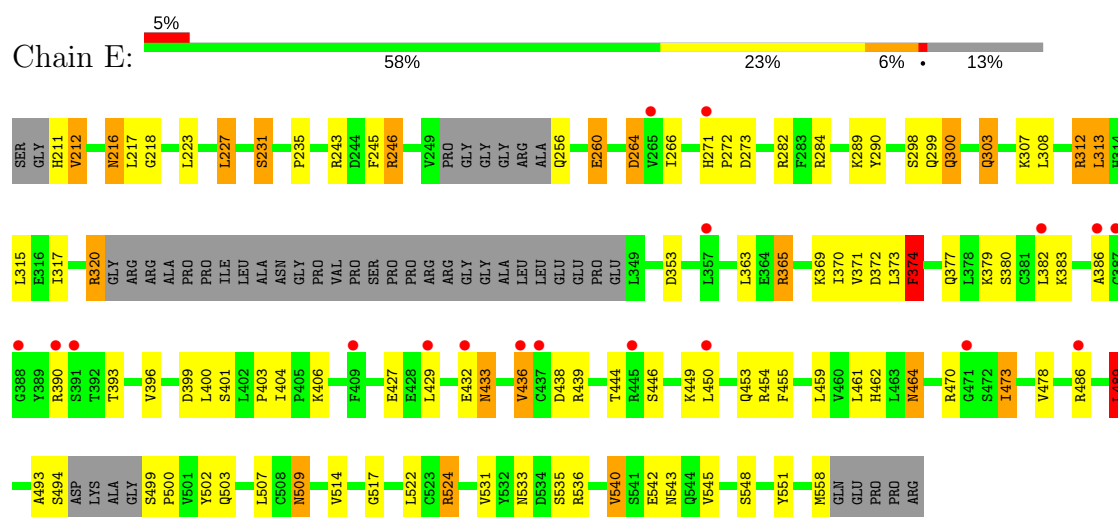 5%
Chain E:
58% 23% 6% • 13%
SER GLY H211 V212 N216 L217 G218 L223 L227 S231 P235 R243 D244 F245 R246 V249 PRO GLY GLY GLY ARG ALA Q256 E260 D264 V265 I266 H271 P272 D273 R282 F283 R284 K289 Y290 S298 Q299 Q300 Q303 K307 L308 R312 L313 H314
L315 E316 I317 R320 GLY ARG ARG ALA PRO PRO ILE LEU ALA ASN GLY PRO VAL PRO SER PRO PRO ARG ARG GLY GLY ALA LEU LEU GLU GLU PRO GLU L349 D353 L357 L363 E364 R365 K369 I370 V371 D372 L373 F374 Q377 L378 K379 S380 C381 L382 K383 A386 G387
G388 Y389 R390 S391 T392 T393 V396 D399 L400 S401 L402 P403 I404 P405 K406 F409 E427 E428 L429 E432 N433 V436 C437 D438 R439 T444 R445 S446 K449 L450 Q453 R454 F455 L459 V460 L461 H462 L463 N464 R470 G471 S472 I473 V478 R486 L489
A493 S494 ASP LYS ALA GLY S499 P500 V501 Y502 Q503 L507 C508 N509 V514 G517 L522 C523 R524 V531 Y532 N533 D534 S535 R536 V540 S541 E542 N543 Q544 V545 S548 Y551 M558 GLN GLU PRO PRO ARG